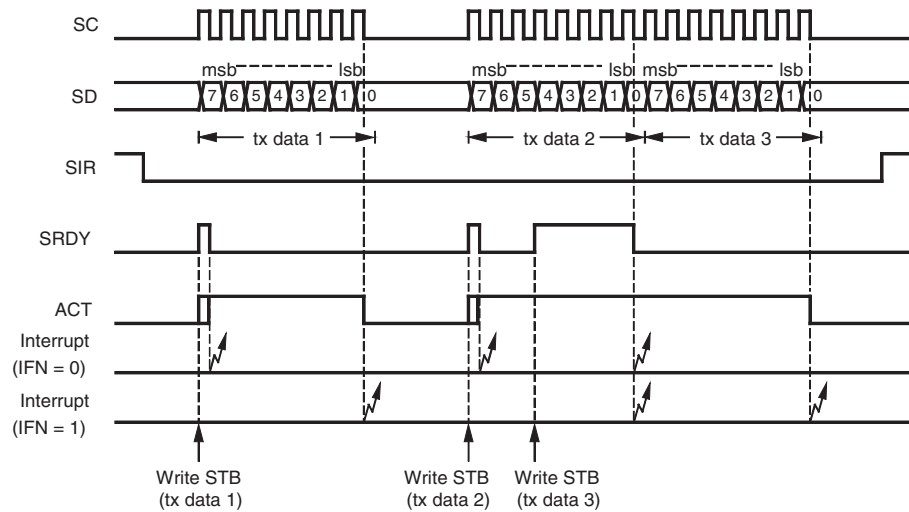 SC
msb lsb msb lsb msb lsb
SD 7 6 5 4 3 2 1 0 7 6 5 4 3 2 1 0 7 6 5 4 3 2 1 0
tx data 1 tx data 2 tx data 3
SIR
SRDY
ACT
Interrupt
(IFN = 0)
Interrupt
(IFN = 1)
Write STB Write STB Write STB
(tx data 1) (tx data 2) (tx data 3)